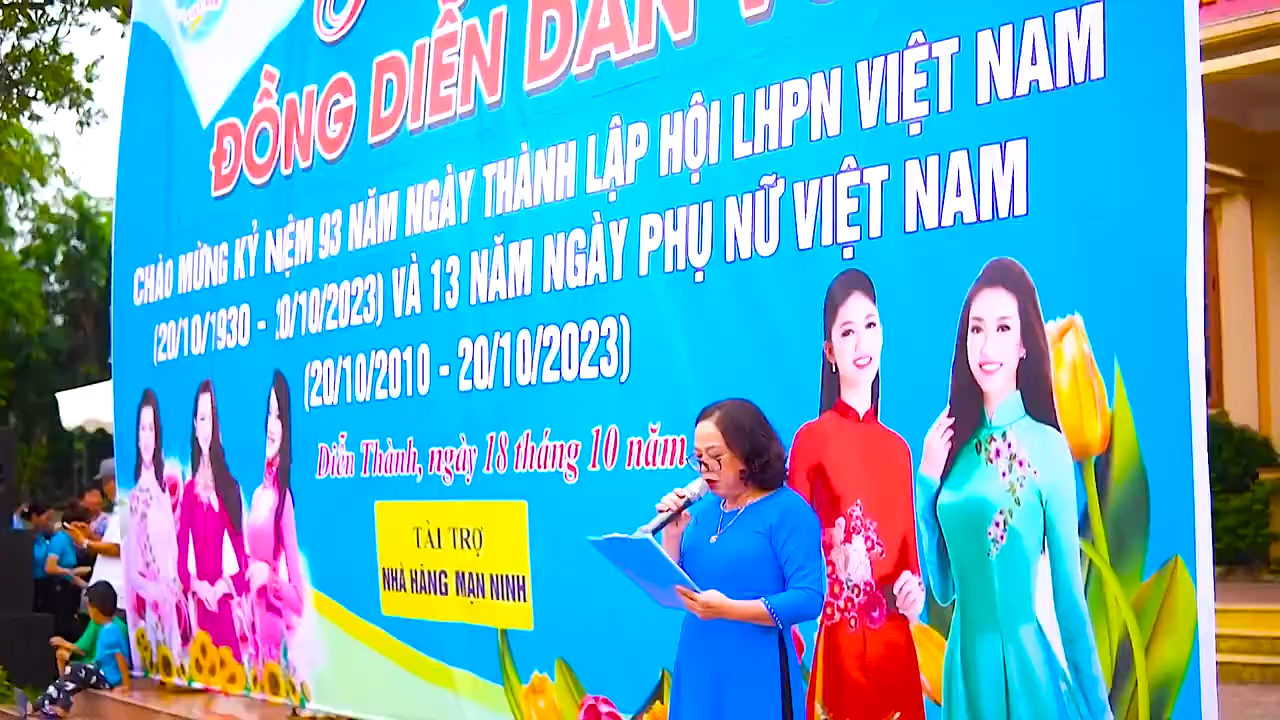 ĐỒNG DIỄN DÂN
CHÀO MỪNG KỶ NIỆM 93 NĂM NGÀY THÀNH LẬP HỘI LHPN VIỆT NAM
(20/10/1930 - 20/10/2023) VÀ 13 NĂM NGÀY PHỤ NỮ VIỆT NAM
(20/10/2010 - 20/10/2023)
Diễn Thành, ngày 18 tháng 10 năm
TÀI TRỢ
NHÀ HÀNG MẠN NINH